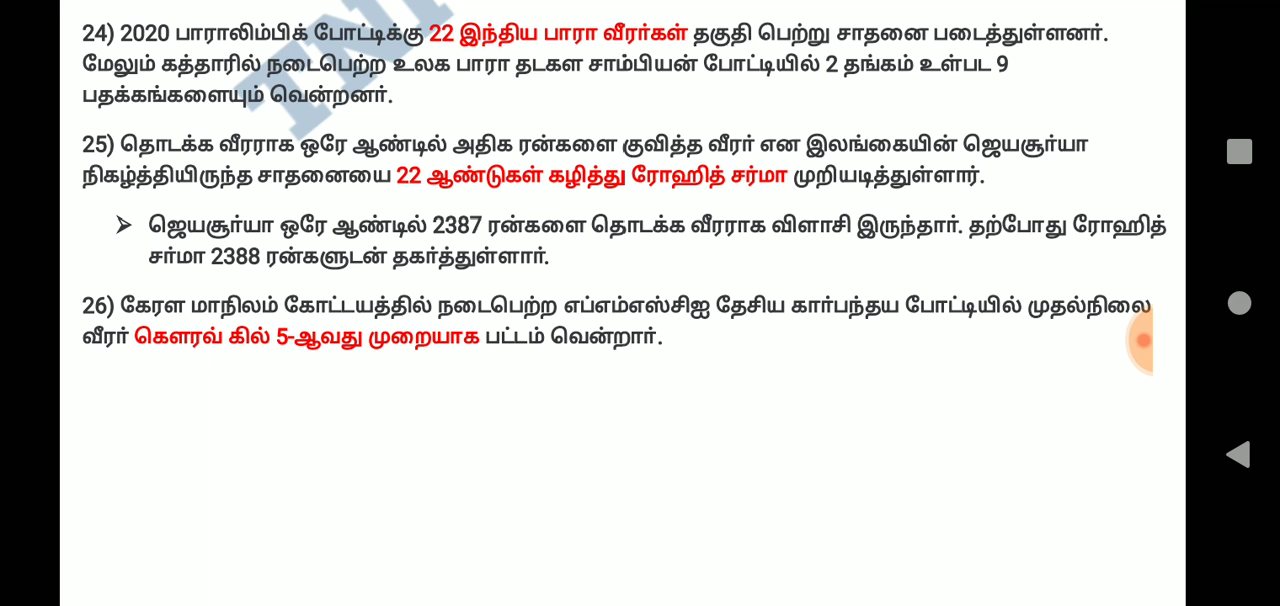 24) 2020 பாராலிம்பிக் போட்டிக்கு 22 இந்திய பாரா வீரர்கள் தகுதி பெற்று சாதனை படைத்துள்ளனர்.
மேலும் கத்தாரில் நடைபெற்ற உலக பாரா தடகள சாம்பியன் போட்டியில் 2 தங்கம் உள்பட 9
பதக்கங்களையும் வென்றனர்.
25) தொடக்க வீரராக ஒரே ஆண்டில் அதிக ரன்களை குவித்த வீரர் என இலங்கையின் ஜெயசூர்யா
நிகழ்த்தியிருந்த சாதனையை 22 ஆண்டுகள் கழித்து ரோஹித் சர்மா முறியடித்துள்ளார்.
➢ ஜெயசூர்யா ஒரே ஆண்டில் 2387 ரன்களை தொடக்க வீரராக விளாசி இருந்தார். தற்போது ரோஹித்
சர்மா 2388 ரன்களுடன் தகர்த்துள்ளார்.
26) கேரள மாநிலம் கோட்டயத்தில் நடைபெற்ற எப்எம்எஸ்சிஐ தேசிய கார்பந்தய போட்டியில் முதல்நிலை
வீரர் கௌரவ் கில் 5-ஆவது முறையாக பட்டம் வென்றார்.